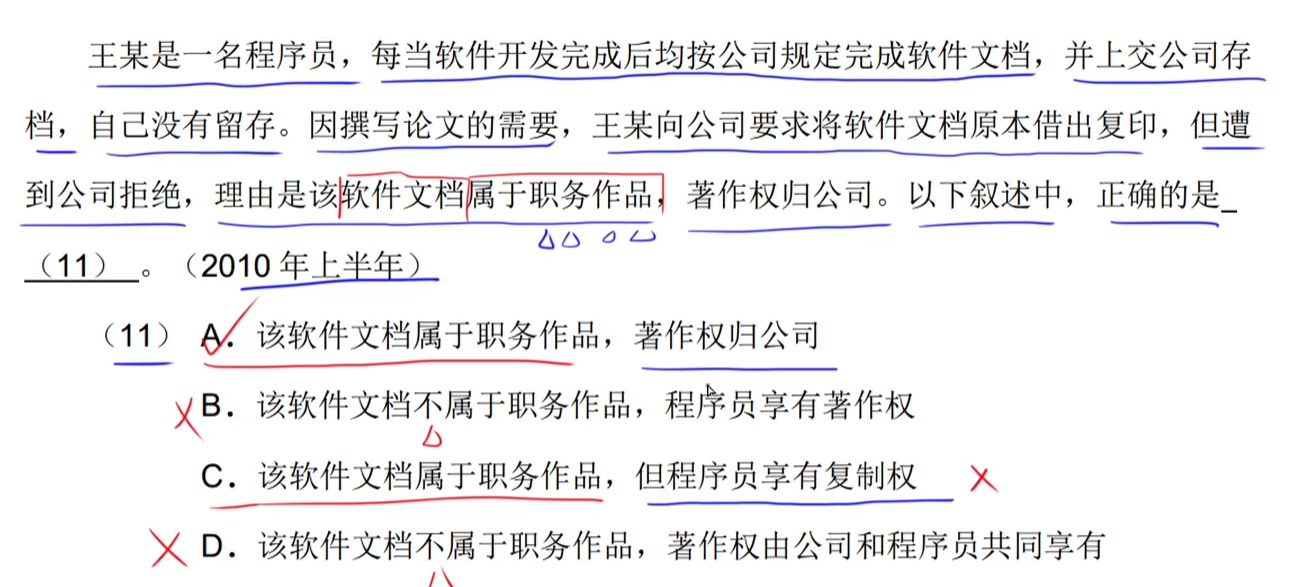 王某是一名程序员，每当软件开发完成后均按公司规定完成软件文档，并上交公司存
档，自己没有留存。因撰写论文的需要，王某向公司要求将软件文档原本借出复印，但遭
到公司拒绝，理由是该软件文档属于职务作品，著作权归公司。以下叙述中，正确的是_
（11）。（2010年上半年）
（11）A．该软件文档属于职务作品，著作权归公司
B．该软件文档不属于职务作品，程序员享有著作权
C．该软件文档属于职务作品，但程序员享有复制权
D．该软件文档不属于职务作品，著作权由公司和程序员共同享有